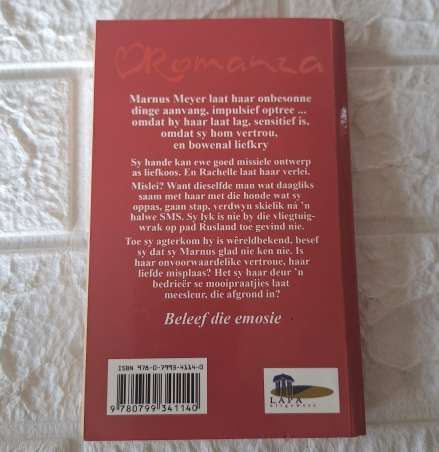 Romanza
Marnus Meyer laat haar onbesonne
dinge aanvang, impulsief optree ...
omdat hy haar laat lag, sensitief is,
omdat sy hom vertrou,
en bowenal liefkry
Sy hande kan ewe goed missiele ontwerp
as liefkoos. En Rachelle laat haar verlei.
Mislei? Want dieselfde man wat daagliks
saam met haar met die honde wat sy
oppas, gaan stap, verdwyn skielik ná 'n
halwe SMS. Sy lyk is nie by die vliegtuig-
wrak op pad Rusland toe gevind nie.
Toe sy agterkom hy is wêreldbekend, besef
sy dat sy Marnus glad nie ken nie. Is
haar onvoorwaardelike vertroue, haar
liefde misplaas? Het sy haar deur 'n
bedrieër se mooipraatjies laat
meesleur, die afgrond in?
Beleef die emosie
ISBN 978-0-7993-4114-0
9 780799 341140
LAPA
Uitgewers